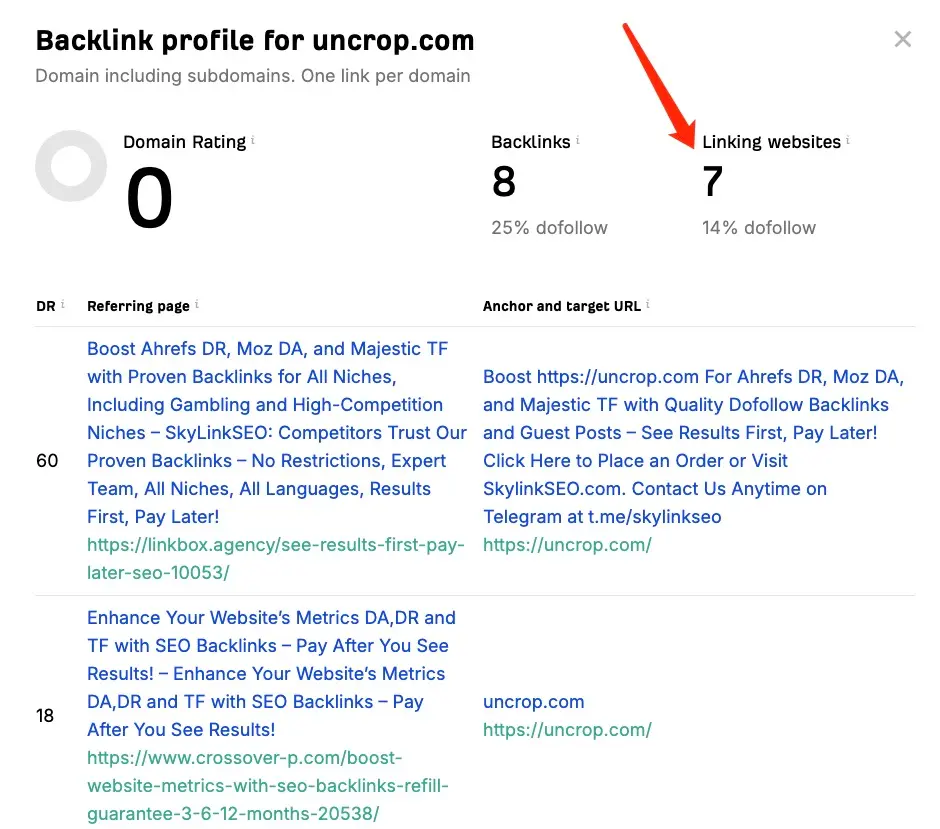 Backlink profile for uncrop.com
Domain including subdomains. One link per domain
Domain Rating i
0
Backlinks i
8
25% dofollow
Linking websites i
7
14% dofollow
DR i
Referring page i
Anchor and target URL i
60
Boost Ahrefs DR, Moz DA, and Majestic TF
with Proven Backlinks for All Niches,
Including Gambling and High-Competition
Niches – SkyLinkSEO: Competitors Trust Our
Proven Backlinks – No Restrictions, Expert
Team, All Niches, All Languages, Results
First, Pay Later!
https://linkbox.agency/see-results-first-pay-
later-seo-10053/
Boost https://uncrop.com For Ahrefs DR, Moz DA,
and Majestic TF with Quality Dofollow Backlinks
and Guest Posts – See Results First, Pay Later!
Click Here to Place an Order or Visit
SkylinkSEO.com. Contact Us Anytime on
Telegram at t.me/skylinkseo
https://uncrop.com/
18
Enhance Your Website’s Metrics DA,DR and
TF with SEO Backlinks – Pay After You See
Results! – Enhance Your Website’s Metrics
DA,DR and TF with SEO Backlinks – Pay
After You See Results!
https://www.crossover-p.com/boost-
website-metrics-with-seo-backlinks-refill-
guarantee-3-6-12-months-20538/
uncrop.com
https://uncrop.com/